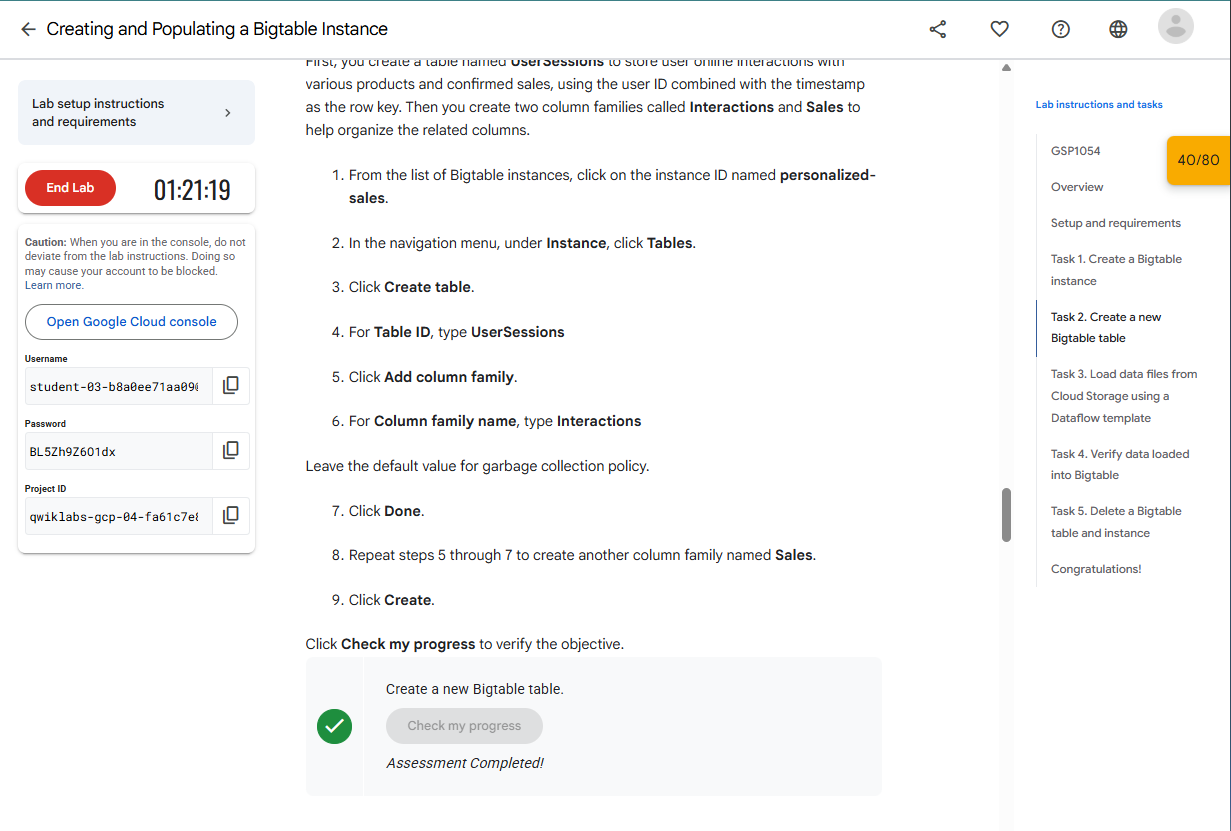 Creating and Populating a Bigtable Instance
Lab setup instructions
and requirements
End Lab
01:21:19
Caution: When you are in the console, do not
deviate from the lab instructions. Doing so
may cause your account to be blocked.
Learn more.
Open Google Cloud console
Username
student-03-b8a0ee71aa090
Password
BL5Zh9Z6O1dx
Project ID
qwiklabs-gcp-04-fa61c7e8
First, you create a table named UserSessions to store user online interactions with
various products and confirmed sales, using the user ID combined with the timestamp
as the row key. Then you create two column families called Interactions and Sales to
help organize the related columns.
1. From the list of Bigtable instances, click on the instance ID named personalized-
sales.
2. In the navigation menu, under Instance, click Tables.
3. Click Create table.
4. For Table ID, type UserSessions
5. Click Add column family.
6. For Column family name, type Interactions
Leave the default value for garbage collection policy.
7. Click Done.
8. Repeat steps 5 through 7 to create another column family named Sales.
9. Click Create.
Click Check my progress to verify the objective.
Create a new Bigtable table.
Check my progress
Assessment Completed!
Lab instructions and tasks
GSP1054
40/80
Overview
Setup and requirements
Task 1. Create a Bigtable
instance
Task 2. Create a new
Bigtable table
Task 3. Load data files from
Cloud Storage using a
Dataflow template
Task 4. Verify data loaded
into Bigtable
Task 5. Delete a Bigtable
table and instance
Congratulations!